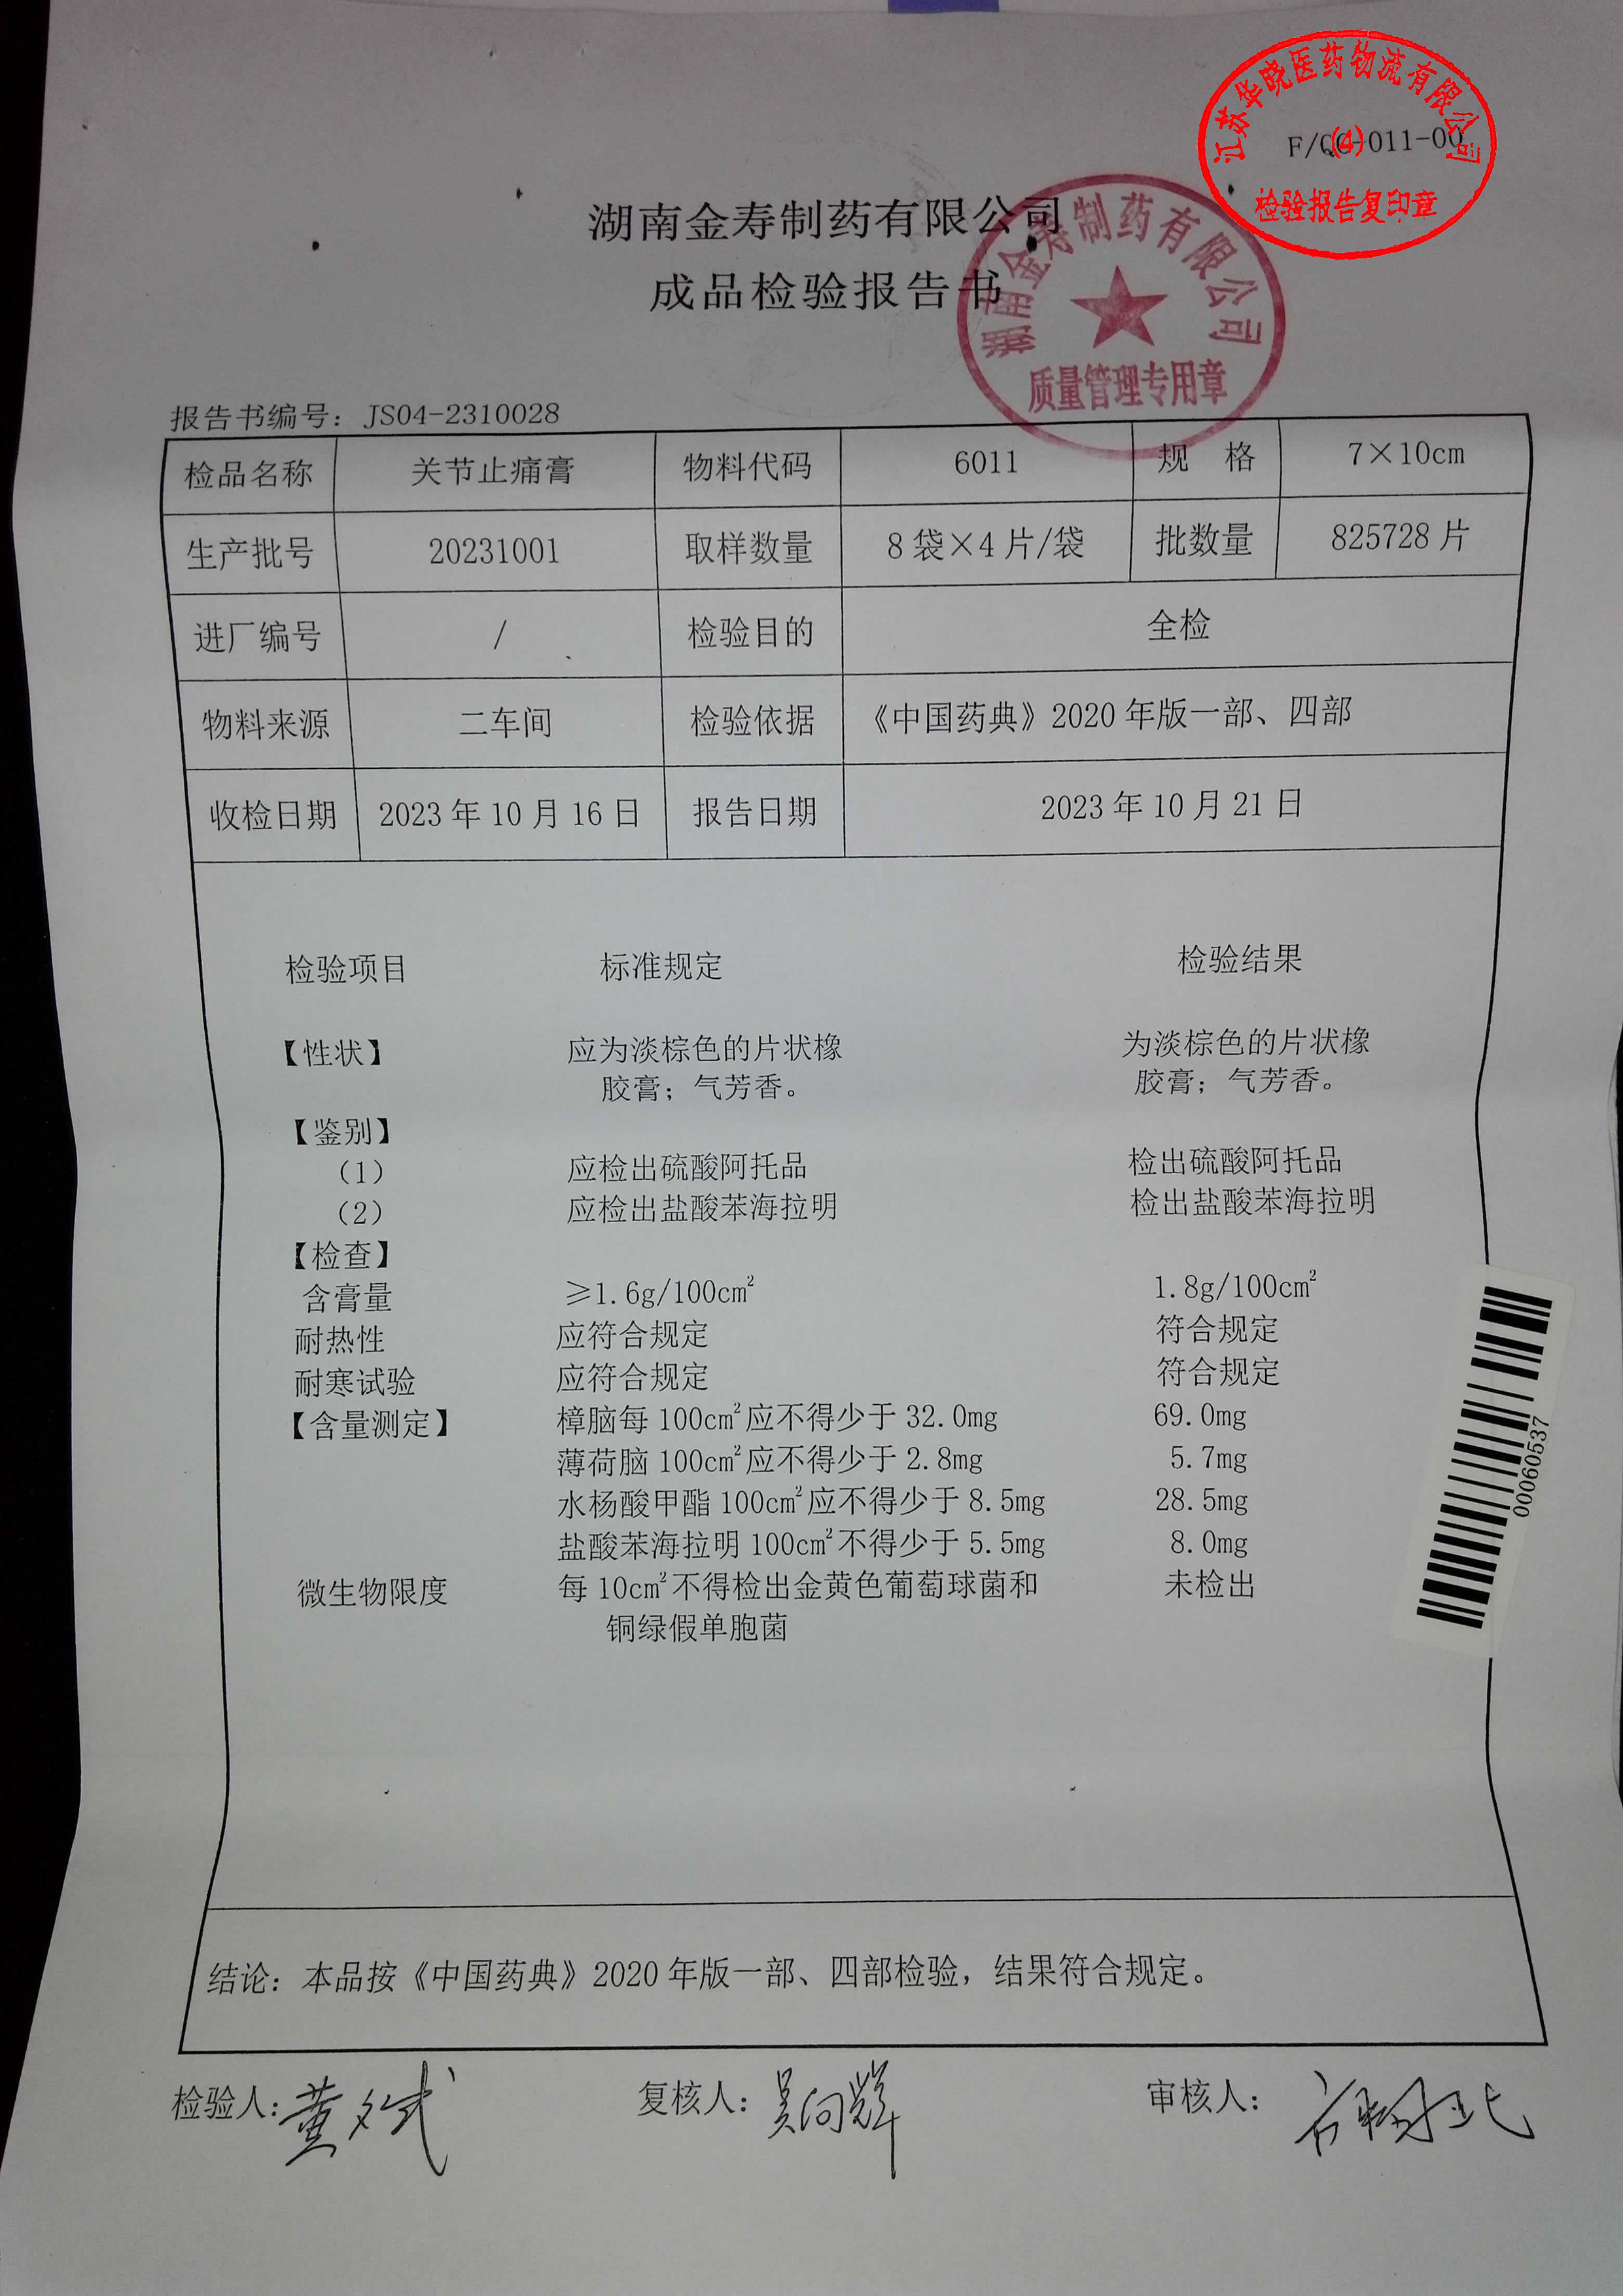 江苏华晓医药物流有限公司
(4)
检验报告复印章
F/QC-011-00
湖南金寿制药有限公司
成品检验报告书
湖南金寿制药有限公司
质量管理专用章
报告书编号：JS04-2310028
检品名称 关节止痛膏 物料代码 6011 规 格 7×10cm
生产批号 20231001 取样数量 8袋×4片/袋 批数量 825728片
进厂编号 / 检验目的 全检
物料来源 二车间 检验依据 《中国药典》2020年版一部、四部
收检日期 2023年10月16日 报告日期 2023年10月21日
检验项目 标准规定 检验结果
【性状】 应为淡棕色的片状橡 为淡棕色的片状橡
胶膏；气芳香。 胶膏；气芳香。
【鉴别】
（1） 应检出硫酸阿托品 检出硫酸阿托品
（2） 应检出盐酸苯海拉明 检出盐酸苯海拉明
【检查】
含膏量 ≥1.6g/100cm² 1.8g/100cm²
耐热性 应符合规定 符合规定
耐寒试验 应符合规定 符合规定
【含量测定】 樟脑每100cm²应不得少于32.0mg 69.0mg
薄荷脑100cm²应不得少于2.8mg 5.7mg
水杨酸甲酯100cm²应不得少于8.5mg 28.5mg
盐酸苯海拉明100cm²不得少于5.5mg 8.0mg
微生物限度 每10cm²不得检出金黄色葡萄球菌和 未检出
铜绿假单胞菌
00060537
结论：本品按《中国药典》2020年版一部、四部检验，结果符合规定。
检验人： 复核人：吴向辉 审核人：